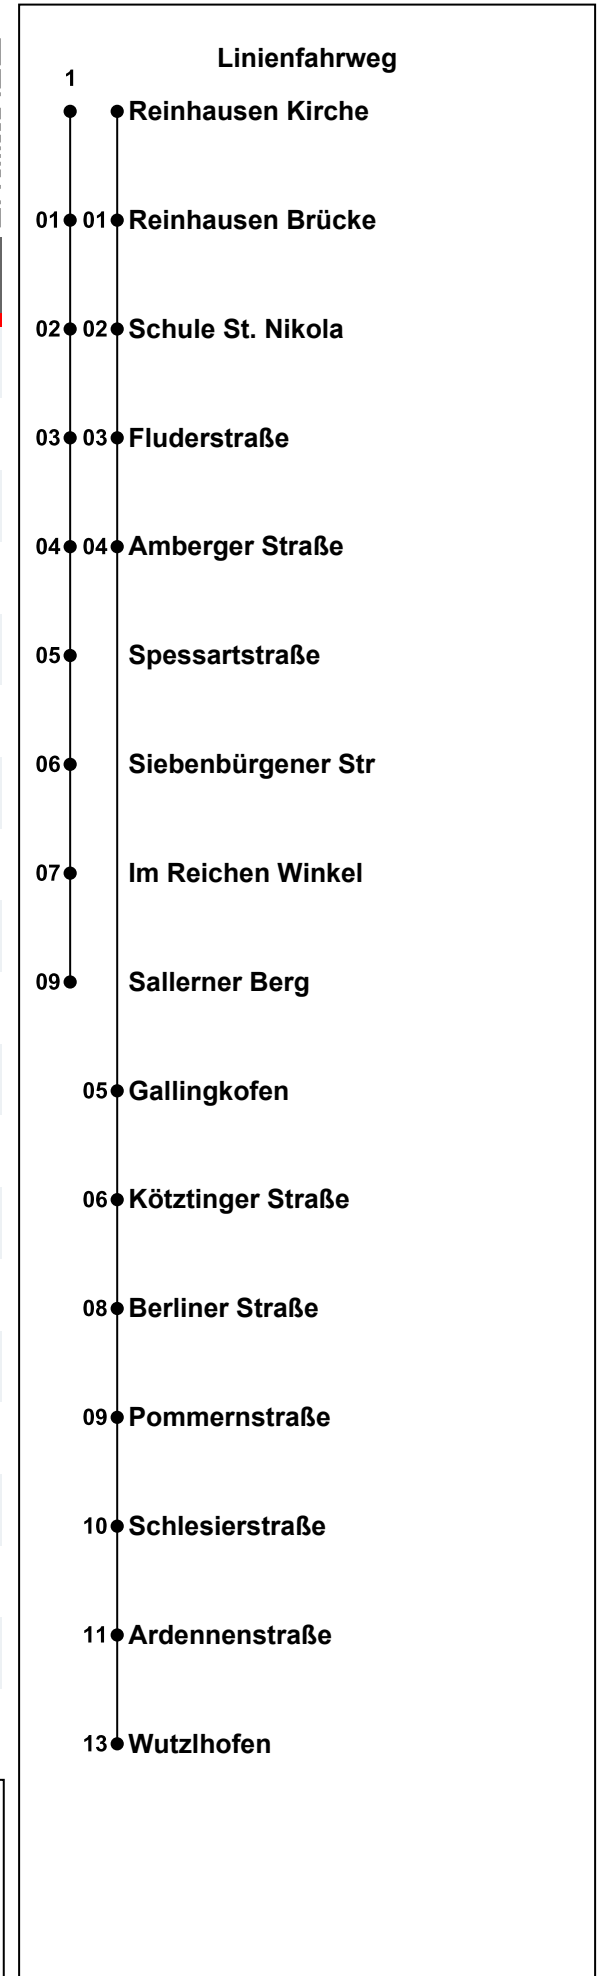 Linienfahrweg
1
Reinhausen Kirche
01 01 Reinhausen Brücke
02 02 Schule St. Nikola
03 03 Fluderstraße
04 04 Amberger Straße
05 Spessartstraße
06 Siebenbürgener Str
07 Im Reichen Winkel
09 Sallerner Berg
05 Gallingkofen
06 Kötztinger Straße
08 Berliner Straße
09 Pommernstraße
10 Schlesierstraße
11 Ardennenstraße
13 Wutzlhofen